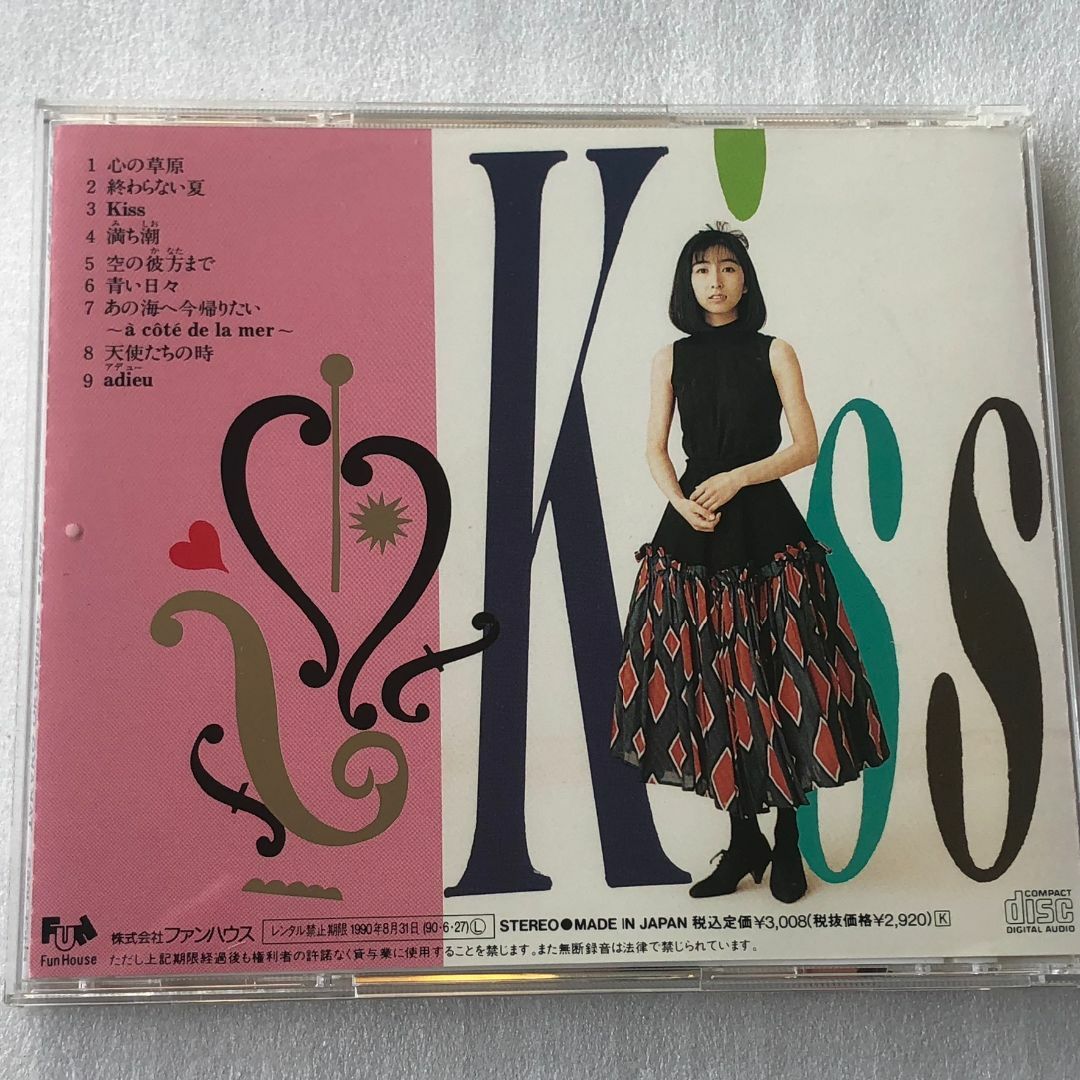 1 心の草原
2 終わらない夏
3 Kiss
み しお
4 満ち潮
か なた
5 空の彼方まで
6 青い日々
7 あの海へ今帰りたい
～à côté de la mer～
8 天使たちの時
アデュー
9 adieu
Kiss
FUN
Fun House
株式会社ファンハウス
レンタル禁止期限 1990年8月31日 (90・6・27) Ⓛ
STEREO●MADE IN JAPAN 税込定価¥3,008(税抜価格¥2,920) K
ただし上記期限経過後も権利者の許諾なく賃与業に使用することを禁じます。また無断録音は法律で禁じられています。
COMPACT
disc
DIGITAL AUDIO